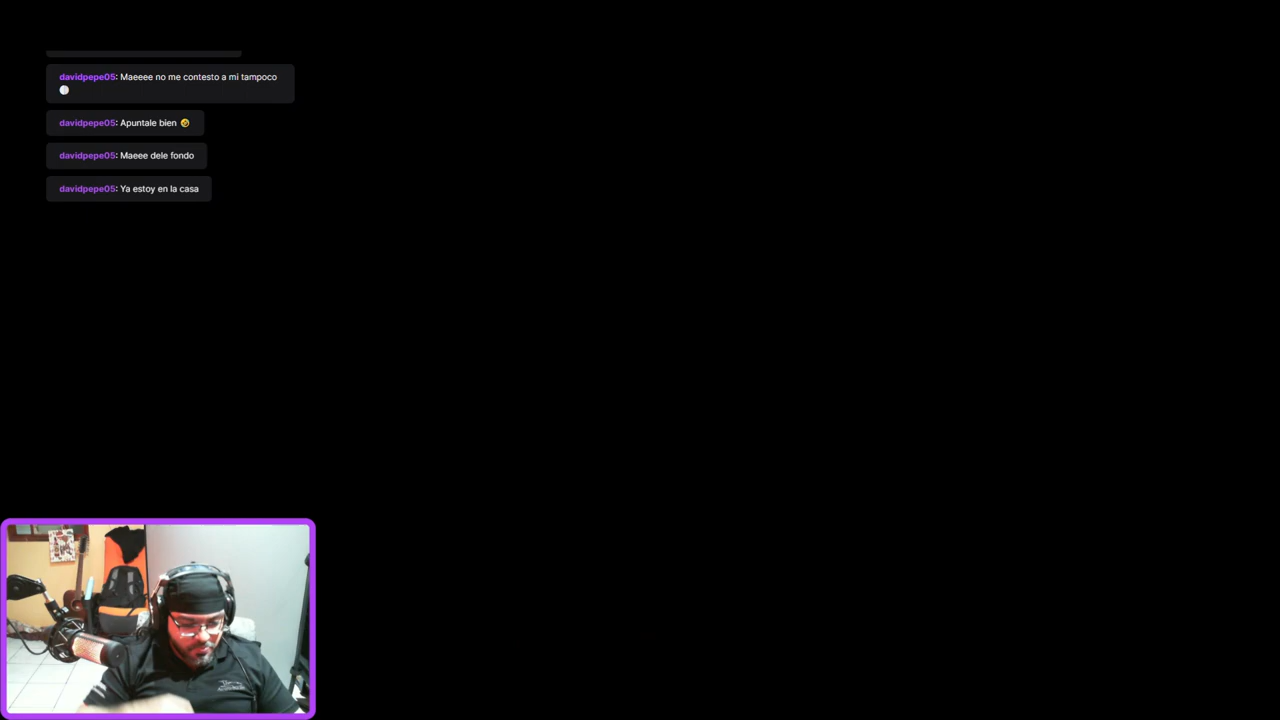 davidpepe05: Maeeee no me contesto a mi tampoco
davidpepe05: Apuntale bien 🤣
davidpepe05: Maeee dele fondo
davidpepe05: Ya estoy en la casa